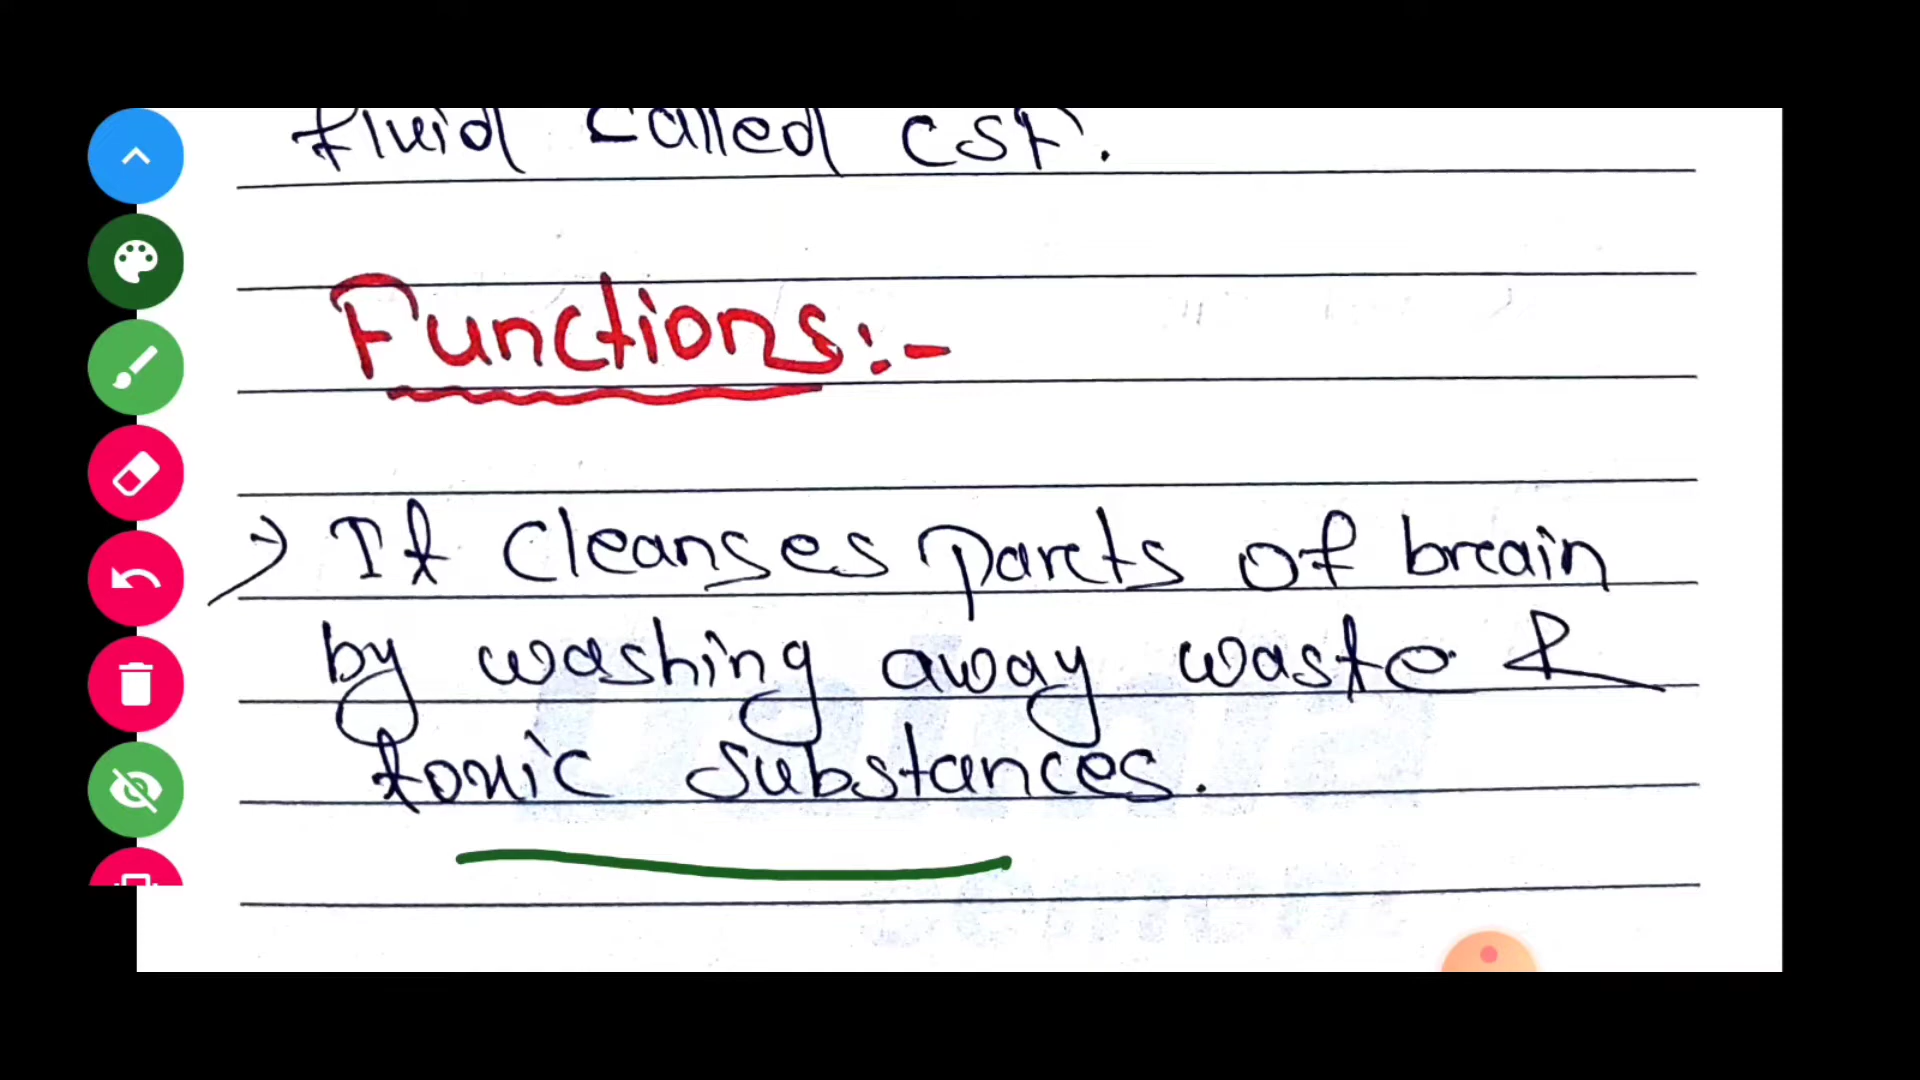 fluid called CSF.
Functions:-
→ It cleanses parts of brain
by washing away waste &
toxic substances.